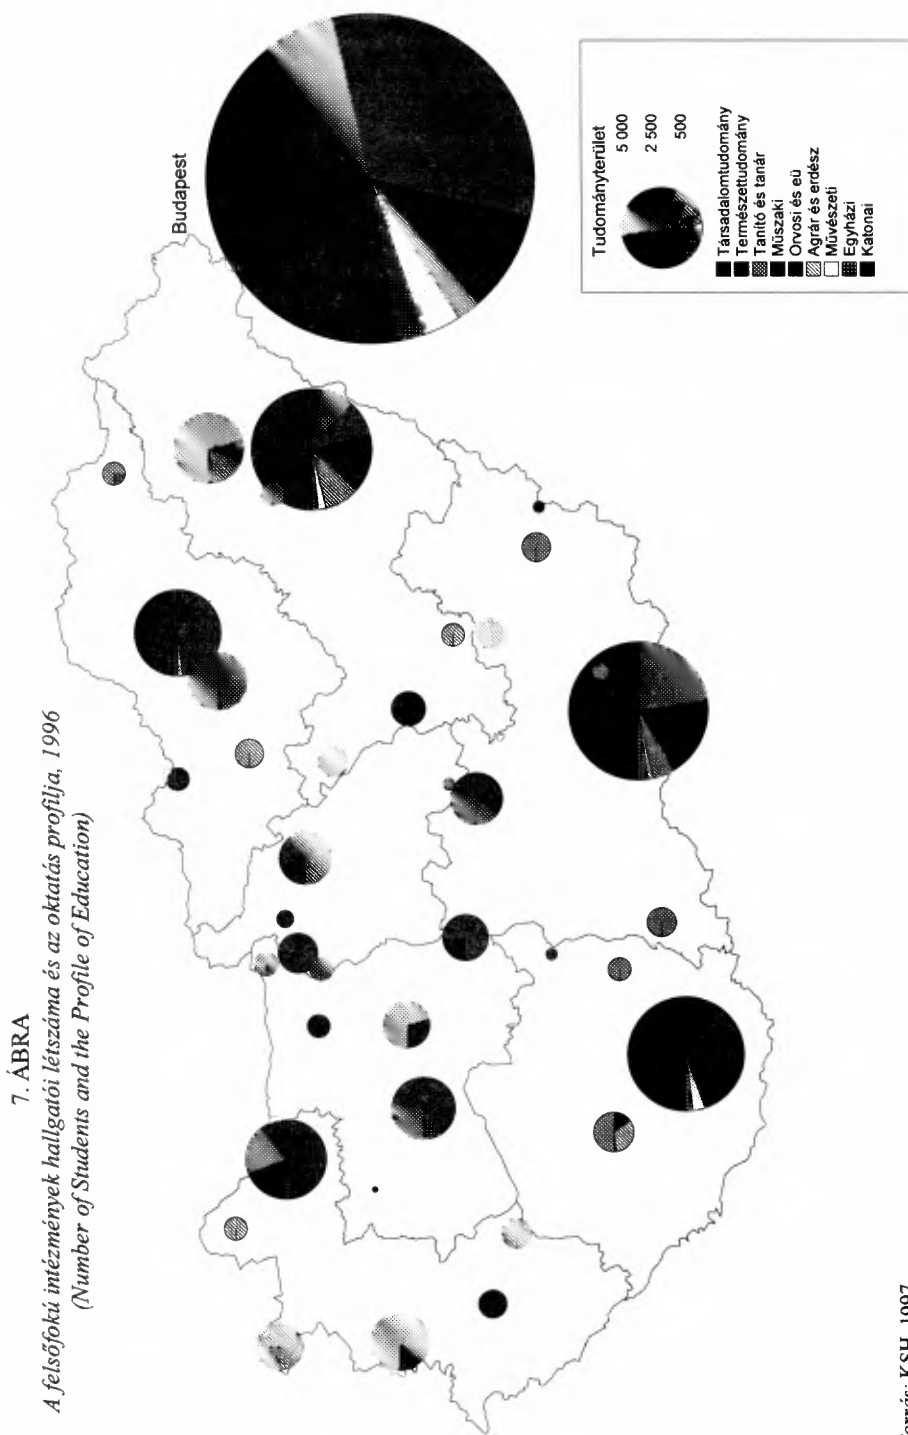 7. ÁBRA
A felsőfokú intézmények hallgatói létszáma és az oktatás profilja, 1996
(Number of Students and the Profile of Education)
Budapest
Tudományterület
5 000
2 500
500
Társadalomtudomány
Természettudomány
Tanító és tanár
Műszaki
Orvosi és eü
Agrár és erdész
Művészeti
Egyházi
Katonai
Forrás: KSH, 1997